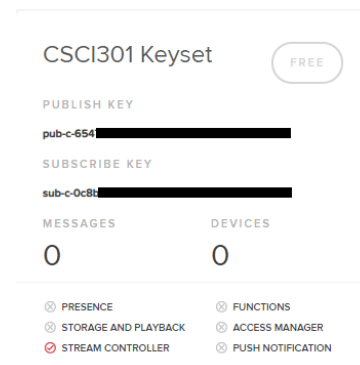 CSCI301 Keyset
FREE
PUBLISH KEY
pub-c-654
SUBSCRIBE KEY
sub-c-0c8b
MESSAGES DEVICES
0 0
PRESENCE FUNCTIONS
STORAGE AND PLAYBACK ACCESS MANAGER
STREAM CONTROLLER PUSH NOTIFICATION